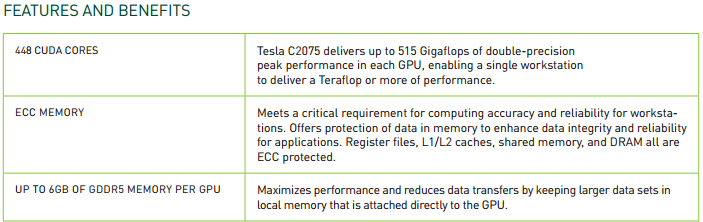 FEATURES AND BENEFITS
448 CUDA CORES
Tesla C2075 delivers up to 515 Gigaflops of double-precision
peak performance in each GPU, enabling a single workstation
to deliver a Teraflop or more of performance.
ECC MEMORY
Meets a critical requirement for computing accuracy and reliability for worksta-
tions. Offers protection of data in memory to enhance data integrity and reliability
for applications. Register files, L1/L2 caches, shared memory, and DRAM all are
ECC protected.
UP TO 6GB OF GDDR5 MEMORY PER GPU
Maximizes performance and reduces data transfers by keeping larger data sets in
local memory that is attached directly to the GPU.